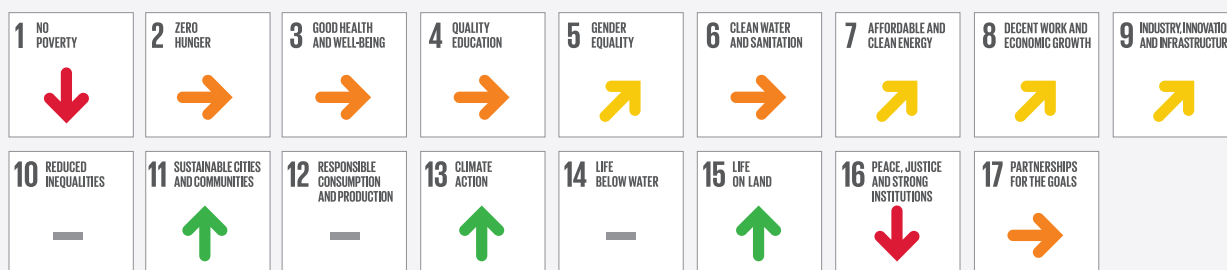 1 NO
POVERTY
2 ZERO
HUNGER
3 GOOD HEALTH
AND WELL-BEING
4 QUALITY
EDUCATION
5 GENDER
EQUALITY
6 CLEAN WATER
AND SANITATION
7 AFFORDABLE AND
CLEAN ENERGY
8 DECENT WORK AND
ECONOMIC GROWTH
9 INDUSTRY, INNOVATIO
AND INFRASTRUCTUR
10 REDUCED
INEQUALITIES
11 SUSTAINABLE CITIES
AND COMMUNITIES
12 RESPONSIBLE
CONSUMPTION
AND PRODUCTION
13 CLIMATE
ACTION
14 LIFE
BELOW WATER
15 LIFE
ON LAND
16 PEACE, JUSTICE
AND STRONG
INSTITUTIONS
17 PARTNERSHIPS
FOR THE GOALS